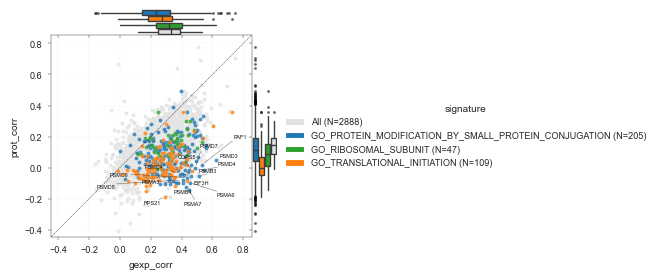 0.8
0.6
0.4
0.2
0.0
−0.2
−0.4
prot_corr
PAF1
PSMD7
COPS5
PSMD3
PSMD4
PSMB3
EIF3H
PSMD6
PSMD8
PSMA6
RPS21
PSMA7
−0.4 −0.2 0.0 0.2 0.4 0.6 0.8
gexp_corr
signature
All (N=2888)
GO_PROTEIN_MODIFICATION_BY_SMALL_PROTEIN_CONJUGATION (N=205)
GO_RIBOSOMAL_SUBUNIT (N=47)
GO_TRANSLATIONAL_INITIATION (N=109)